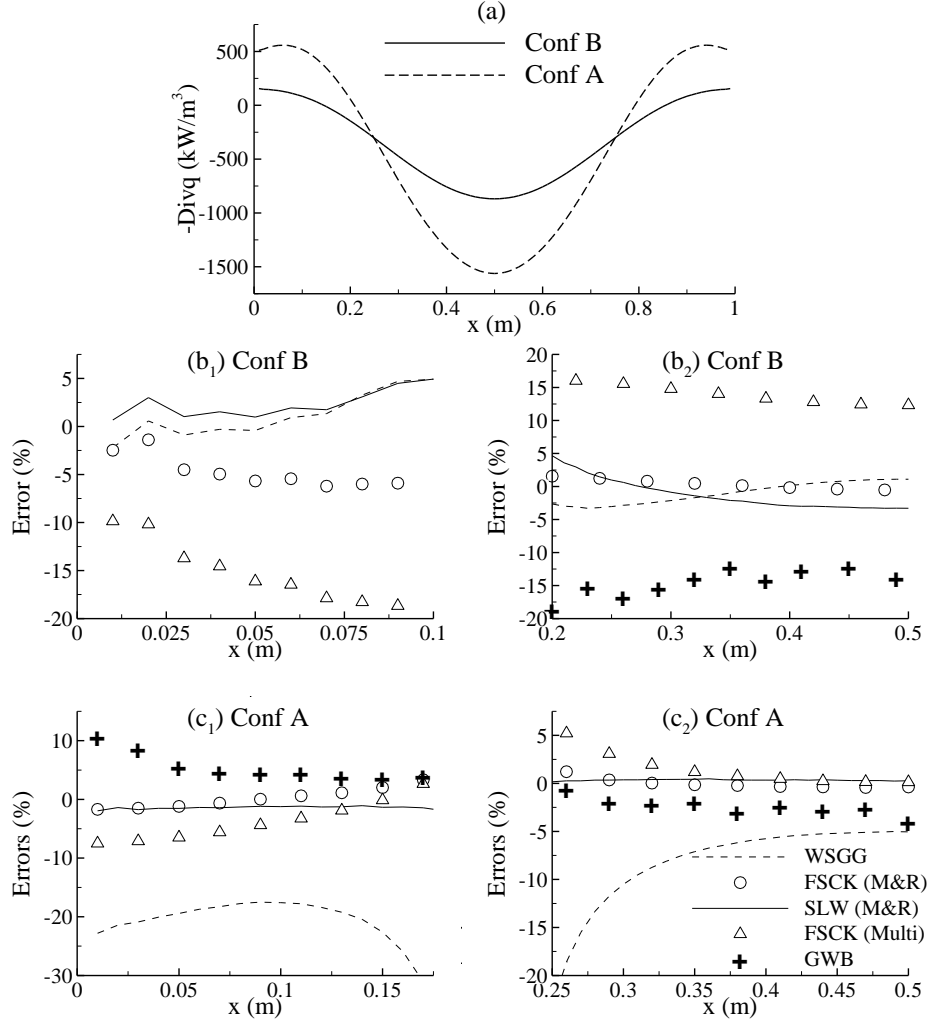 (a)
500
0
-500
-1000
-1500
-Divq (kW/m³)
Conf B
Conf A
0 0.2 0.4 0.6 0.8 1
x (m)
(b₁) Conf B
5
0
-5
-10
-15
-20
Error (%)
0 0.025 0.05 0.075 0.1
x (m)
(b₂) Conf B
20
15
10
5
0
-5
-10
-15
-20
Error (%)
0.2 0.3 0.4 0.5
x (m)
(c₁) Conf A
10
0
-10
-20
-30
Errors (%)
0 0.05 0.1 0.15
x (m)
(c₂) Conf A
5
0
-5
-10
-15
-20
Errors (%)
WSGG
FSCK (M&R)
SLW (M&R)
FSCK (Multi)
GWB
0.25 0.3 0.35 0.4 0.45 0.5
x (m)